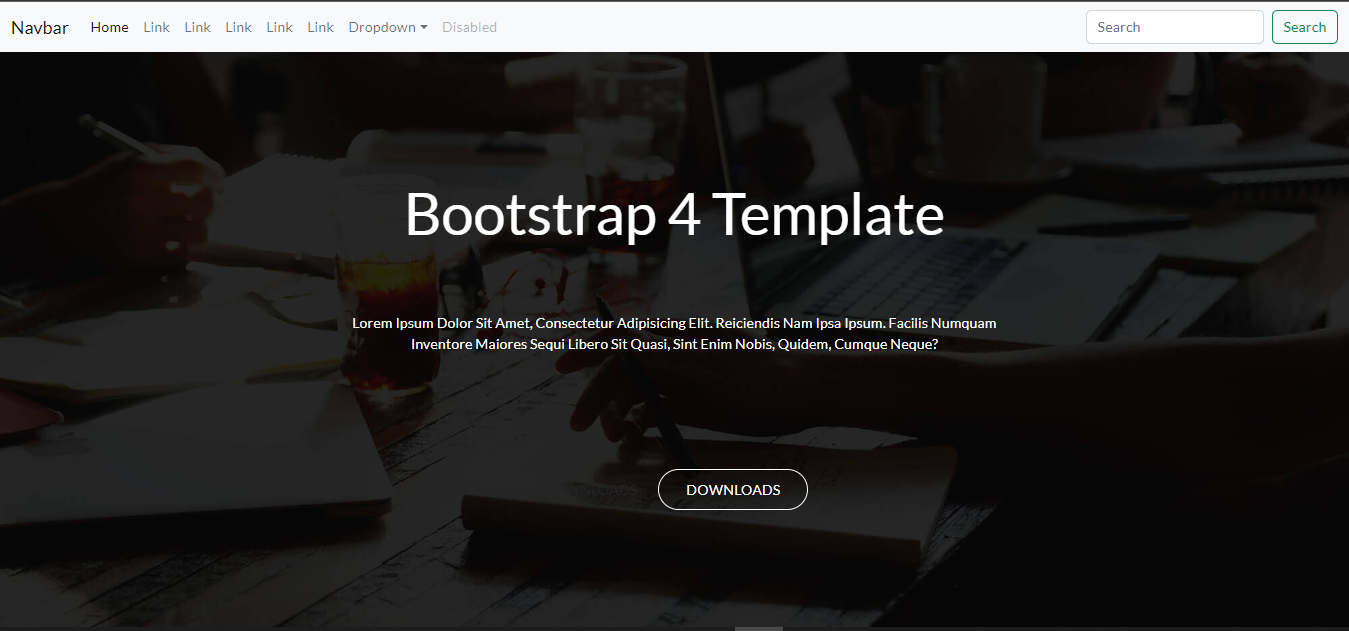 Navbar Home Link Link Link Link Link Dropdown Disabled Search Search
Bootstrap 4 Template
Lorem Ipsum Dolor Sit Amet, Consectetur Adipisicing Elit. Reiciendis Nam Ipsa Ipsum. Facilis Numquam
Inventore Maiores Sequi Libero Sit Quasi, Sint Enim Nobis, Quidem, Cumque Neque?
DOWNLOADS